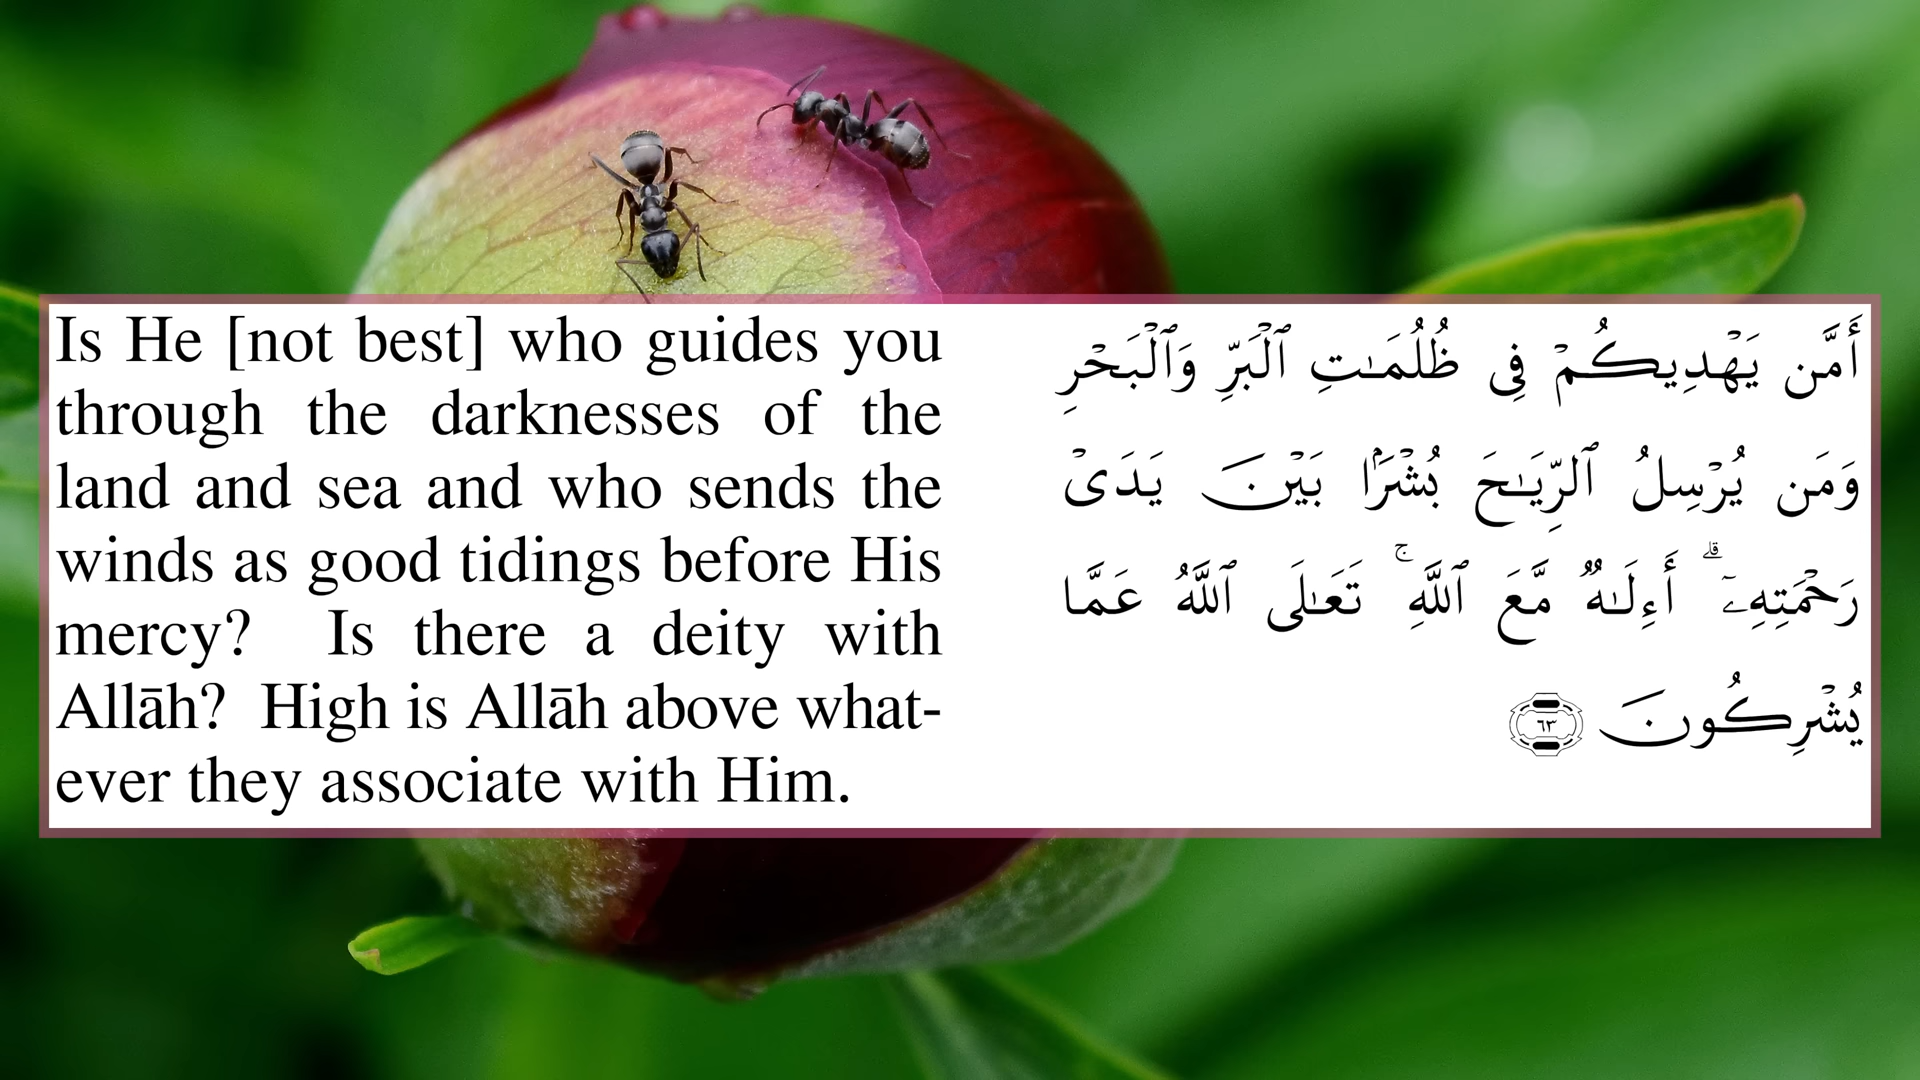 Is He [not best] who guides you
through the darknesses of the
land and sea and who sends the
winds as good tidings before His
mercy? Is there a deity with
Allāh? High is Allāh above what-
ever they associate with Him.
أَمَّن يَهْدِيكُمْ فِى ظُلُمَـٰتِ ٱلْبَرِّ وَٱلْبَحْرِ
وَمَن يُرْسِلُ ٱلرِّيَـٰحَ بُشْرًۢا بَيْنَ يَدَىْ
رَحْمَتِهِۦٓ ۗ أَءِلَـٰهٌۭ مَّعَ ٱللَّهِ ۚ تَعَـٰلَى ٱللَّهُ عَمَّا
يُشْرِكُونَ ٦٣